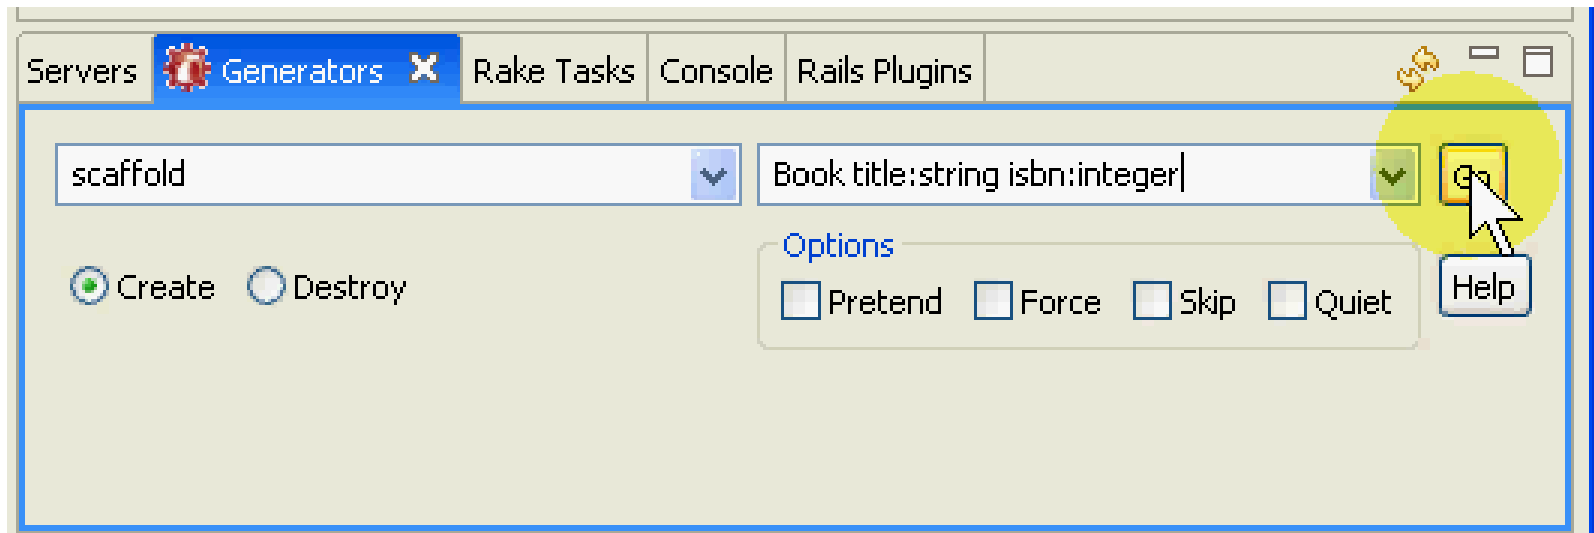 Servers Generators Rake Tasks Console Rails Plugins
scaffold Book title:string isbn:integer Go
Options
Create Destroy Pretend Force Skip Quiet Help